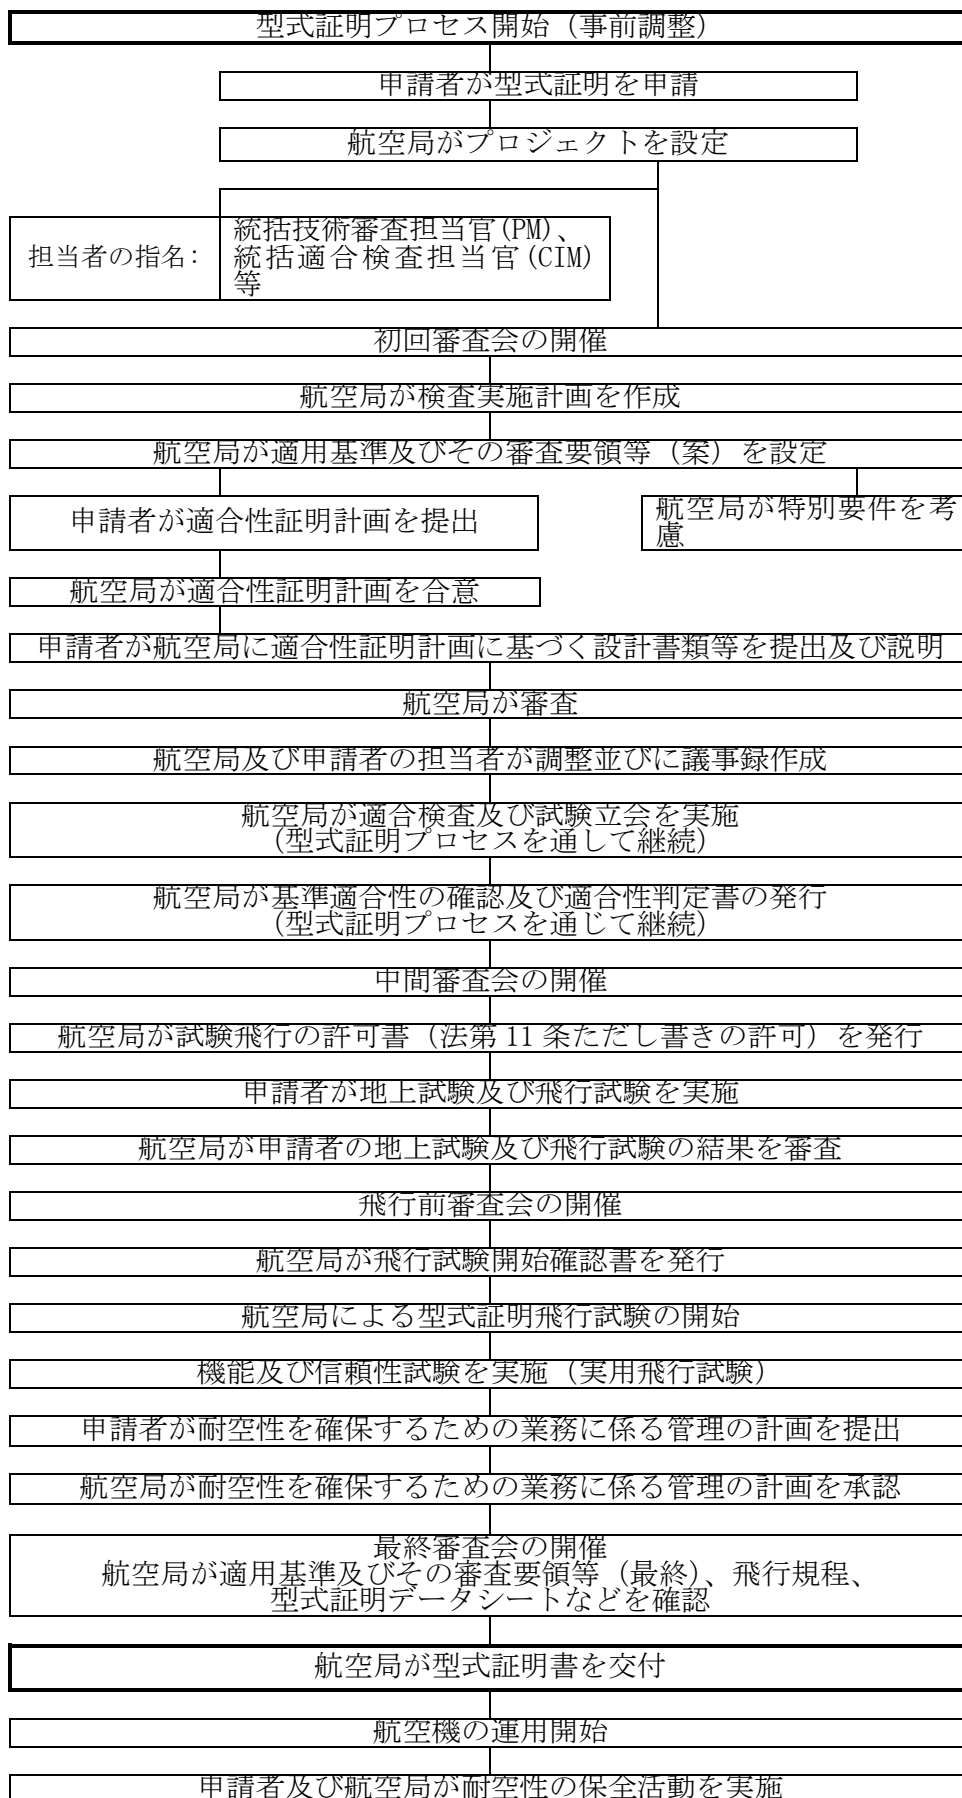 型式証明プロセス開始（事前調整）
申請者が型式証明を申請
航空局がプロジェクトを設定
担当者の指名：
統括技術審査担当官(PM)、
統括適合検査担当官(CIM)
等
初回審査会の開催
航空局が検査実施計画を作成
航空局が適用基準及びその審査要領等（案）を設定
申請者が適合性証明計画を提出
航空局が特別要件を考
慮
航空局が適合性証明計画を合意
申請者が航空局に適合性証明計画に基づく設計書類等を提出及び説明
航空局が審査
航空局及び申請者の担当者が調整並びに議事録作成
航空局が適合検査及び試験立会を実施
（型式証明プロセスを通して継続）
航空局が基準適合性の確認及び適合性判定書の発行
（型式証明プロセスを通じて継続）
中間審査会の開催
航空局が試験飛行の許可書（法第 11 条ただし書きの許可）を発行
申請者が地上試験及び飛行試験を実施
航空局が申請者の地上試験及び飛行試験の結果を審査
飛行前審査会の開催
航空局が飛行試験開始確認書を発行
航空局による型式証明飛行試験の開始
機能及び信頼性試験を実施（実用飛行試験）
申請者が耐空性を確保するための業務に係る管理の計画を提出
航空局が耐空性を確保するための業務に係る管理の計画を承認
最終審査会の開催
航空局が適用基準及びその審査要領等（最終）、飛行規程、
型式証明データシートなどを確認
航空局が型式証明書を交付
航空機の運用開始
申請者及び航空局が耐空性の保全活動を実施